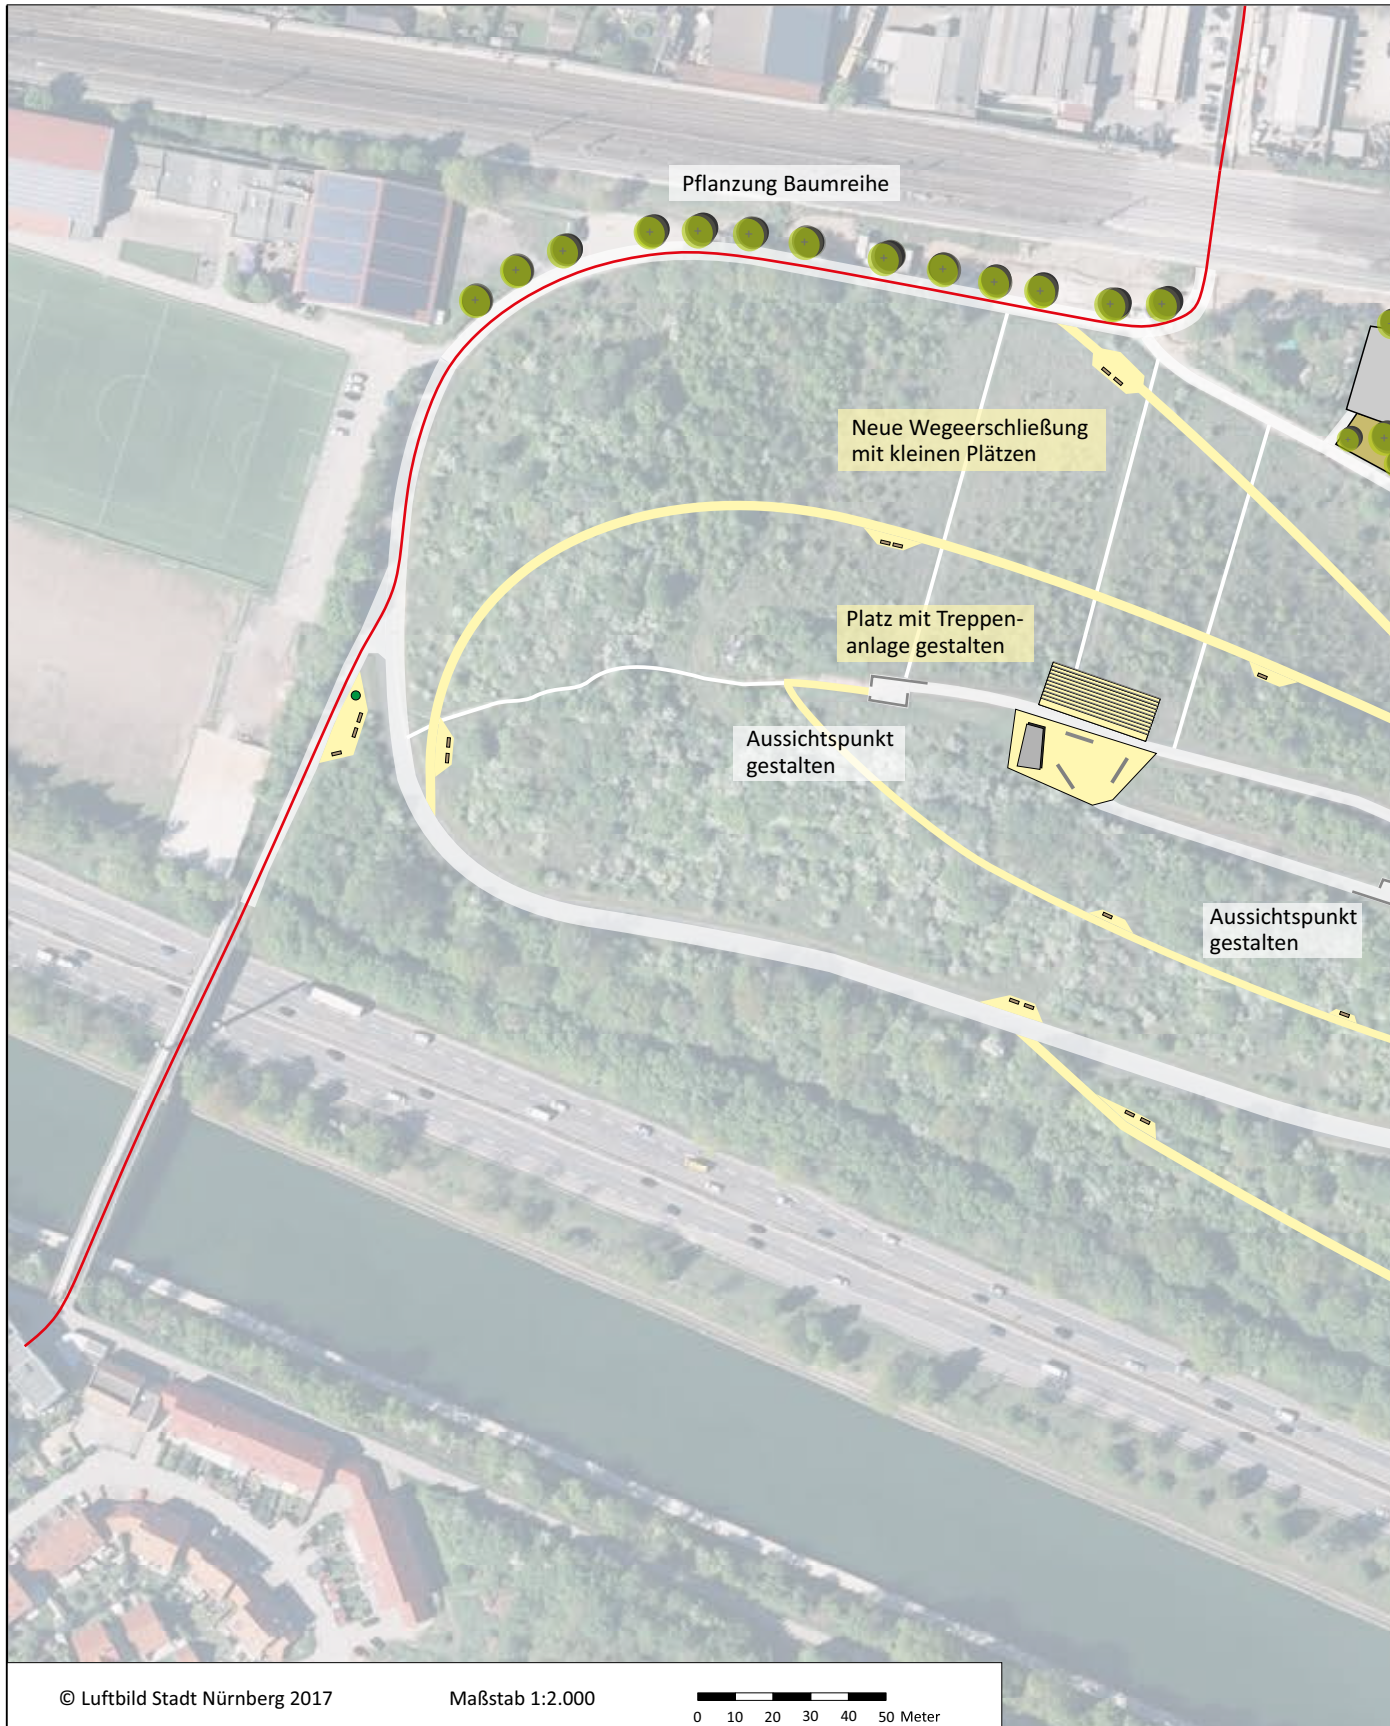 Pflanzung Baumreihe
Neue Wegeerschließung
mit kleinen Plätzen
Platz mit Treppen-
anlage gestalten
Aussichtspunkt
gestalten
Aussichtspunkt
gestalten
© Luftbild Stadt Nürnberg 2017
Maßstab 1:2.000
0 10 20 30 40 50 Meter